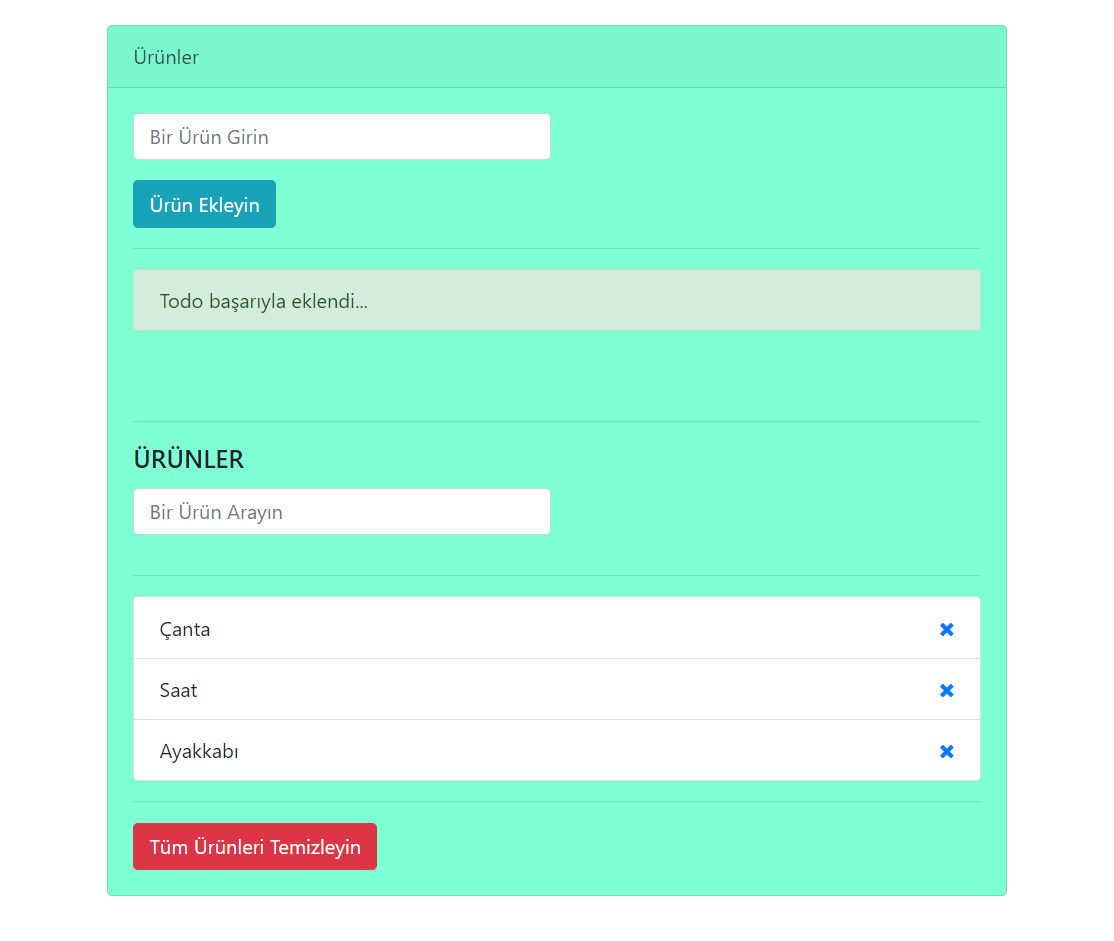 Ürünler
Bir Ürün Girin
Ürün Ekleyin
Todo başarıyla eklendi...
ÜRÜNLER
Bir Ürün Arayın
Çanta
Saat
Ayakkabı
Tüm Ürünleri Temizleyin